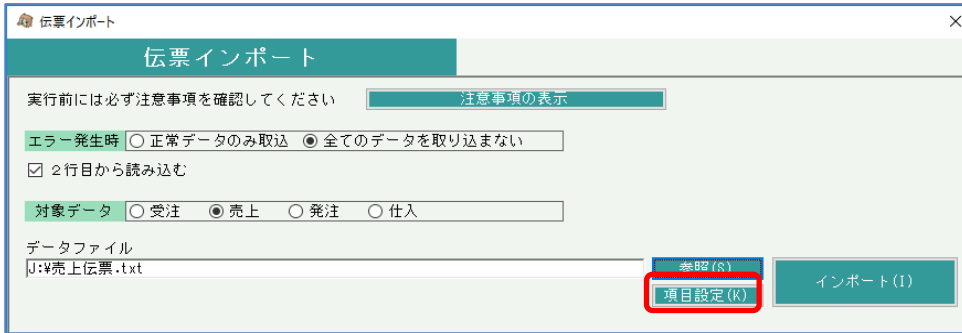 伝票インポート
伝票インポート
実行前には必ず注意事項を確認してください 注意事項の表示
エラー発生時 正常データのみ取込 全てのデータを取り込まない
2行目から読み込む
対象データ 受注 売上 発注 仕入
データファイル
J:¥売上伝票.txt 参照(S)
項目設定(K) インポート(I)